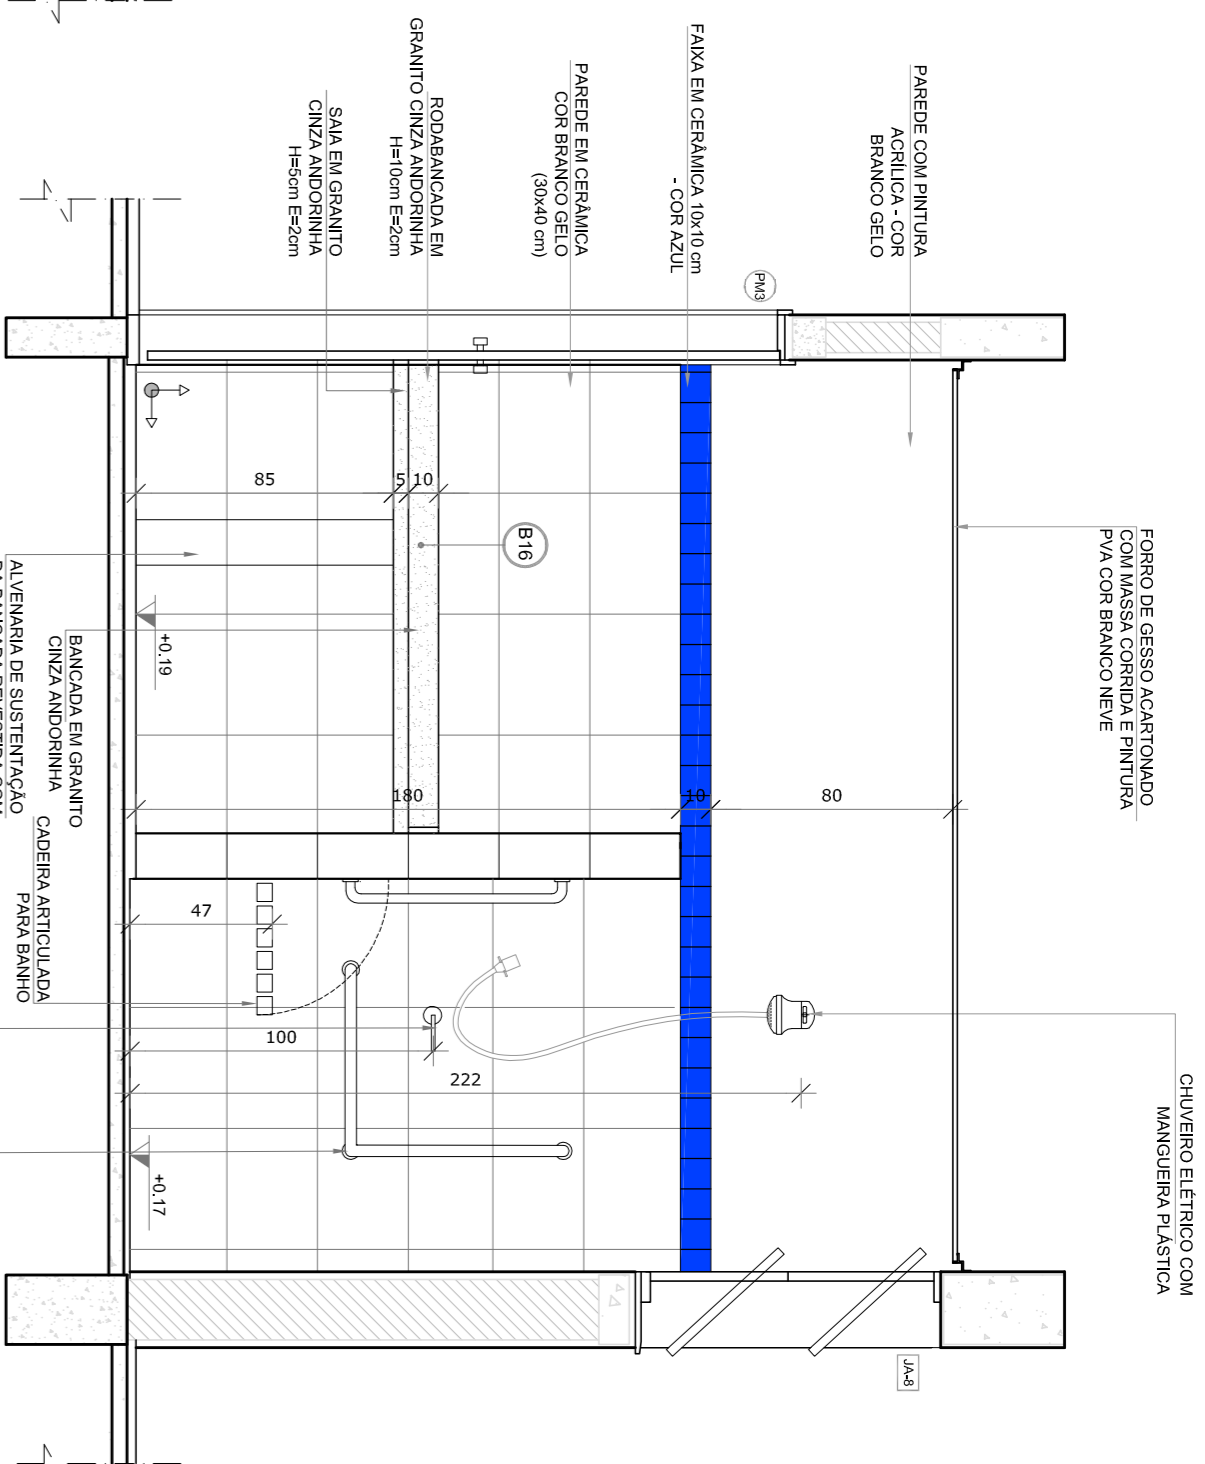 CHUVEIRO ELÉTRICO COM
MANGUEIRA PLÁSTICA
FORRO DE GESSO ACARTONADO
COM MASSA CORRIDA E PINTURA
PVA COR BRANCO NEVE
PAREDE COM PINTURA
ACRÍLICA - COR
BRANCO GELO
JA-8
PM3
FAIXA EM CERÂMICA 10x10 cm
- COR AZUL
PAREDE EM CERÂMICA
COR BRANCO GELO
(30x40 cm)
RODABANCADA EM
GRANITO CINZA ANDORINHA
H=10cm E=2cm
SAIA EM GRANITO
CINZA ANDORINHA
H=5cm E=2cm
B16
80
10
180
10
5
85
222
100
47
+0.19
+0.17
BANCADA EM GRANITO
CINZA ANDORINHA
CADEIRA ARTICULADA
PARA BANHO
ALVENARIA DE SUSTENTAÇÃO